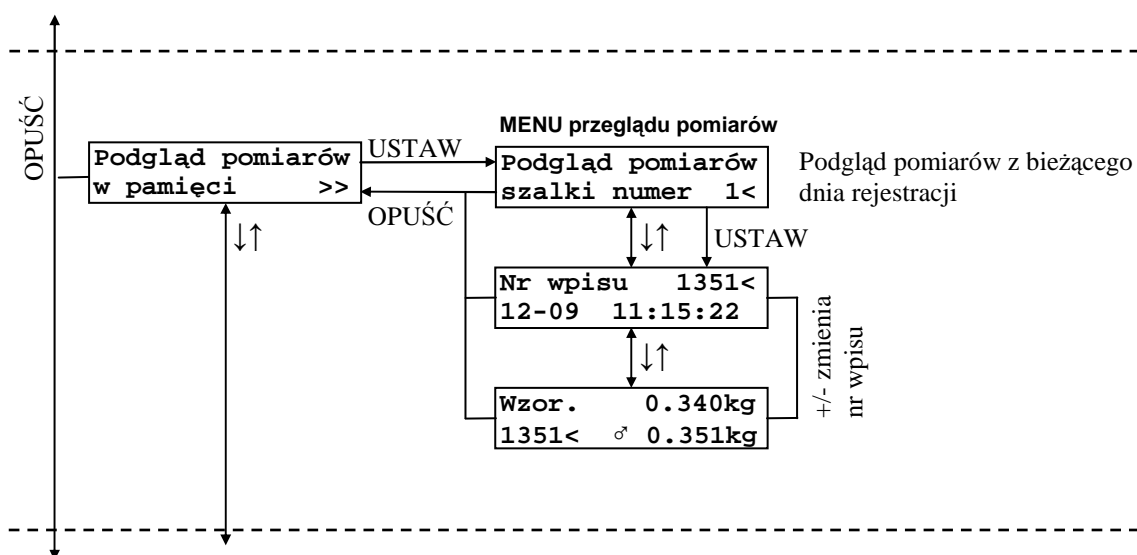 OPUŚĆ
MENU przeglądu pomiarów
Podgląd pomiarów
w pamięci >>
USTAW
OPUŚĆ
↓↑
Podgląd pomiarów
szalki numer 1<
Podgląd pomiarów z bieżącego
dnia rejestracji
↓↑
USTAW
Nr wpisu 1351<
12-09 11:15:22
↓↑
+/- zmienia
nr wpisu
Wzor. 0.340kg
1351< ♂ 0.351kg